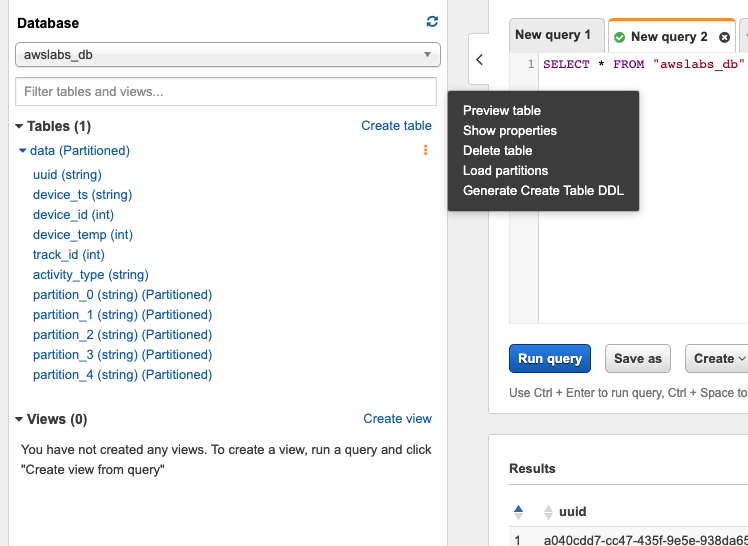 Database
awslabs_db
Filter tables and views...
Tables (1) Create table
data (Partitioned)
uuid (string)
device_ts (string)
device_id (int)
device_temp (int)
track_id (int)
activity_type (string)
partition_0 (string) (Partitioned)
partition_1 (string) (Partitioned)
partition_2 (string) (Partitioned)
partition_3 (string) (Partitioned)
partition_4 (string) (Partitioned)
Views (0) Create view
You have not created any views. To create a view, run a query and click
"Create view from query"
Preview table
Show properties
Delete table
Load partitions
Generate Create Table DDL
New query 1 New query 2
1 SELECT * FROM "awslabs_db"
Run query Save as Create
Use Ctrl + Enter to run query, Ctrl + Space to
Results
uuid
1 a040cdd7-cc47-435f-9e5e-938da65